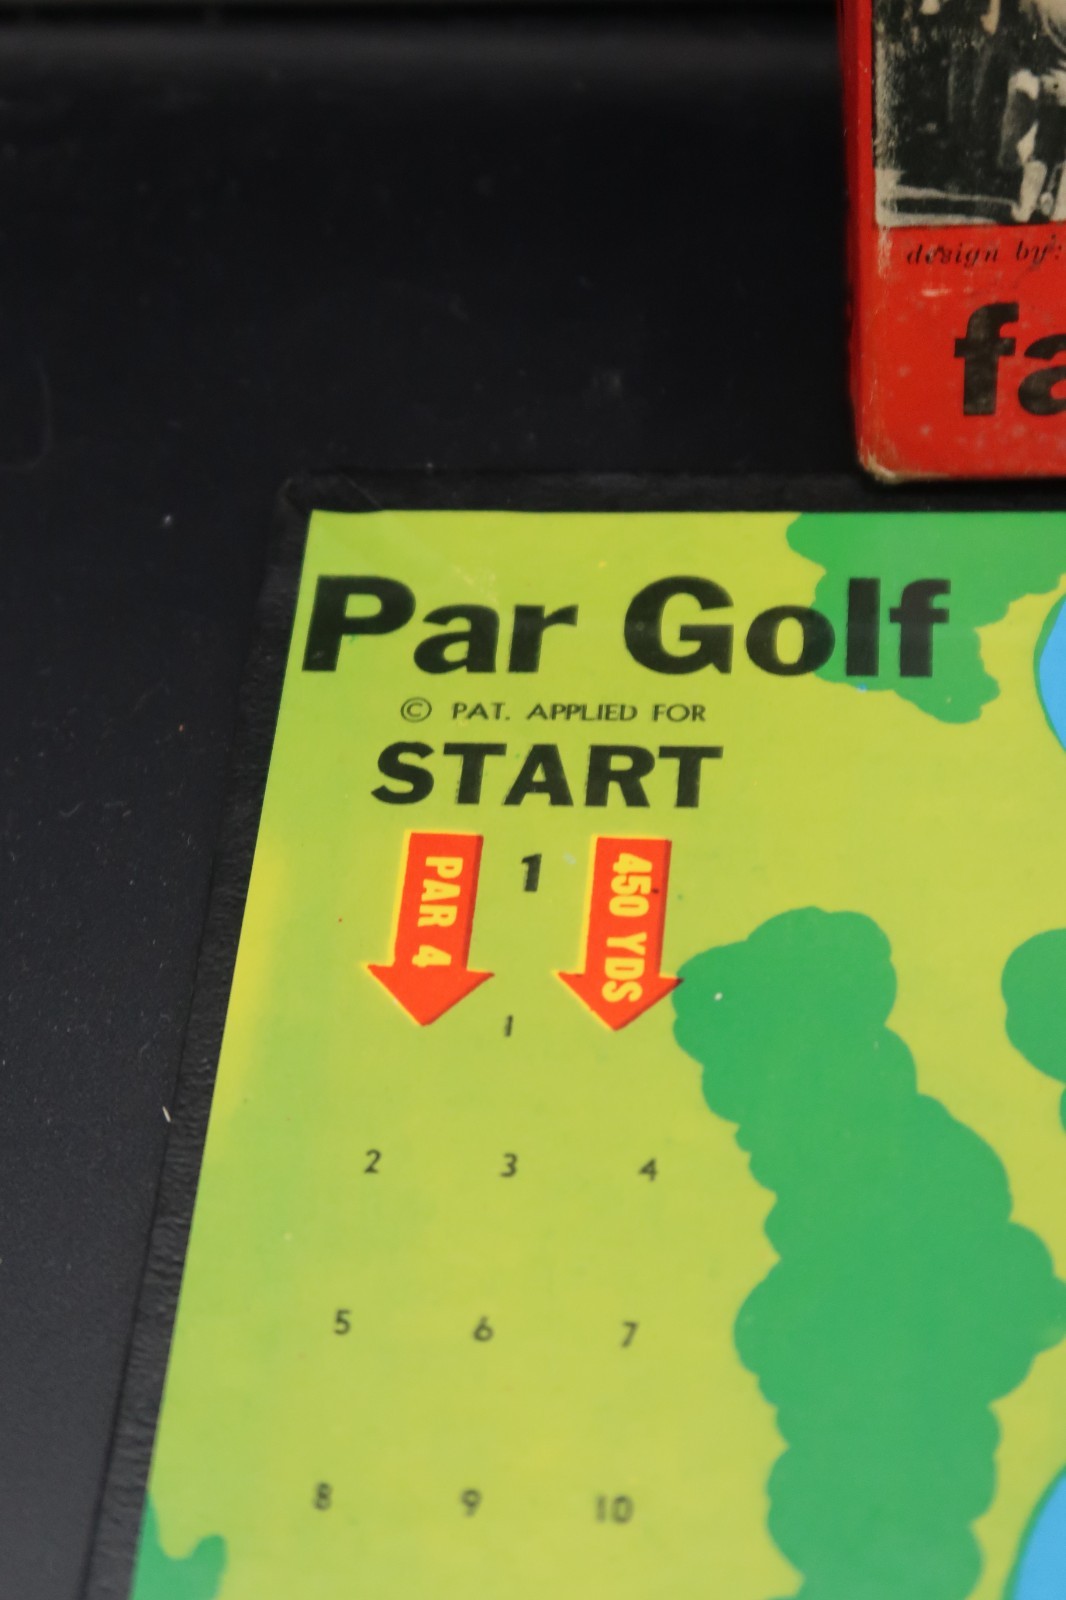 design by:
fa
Par Golf
© PAT. APPLIED FOR
START
PAR 4
1
450 YDS
1
2 3 4
5 6 7
8 9 10